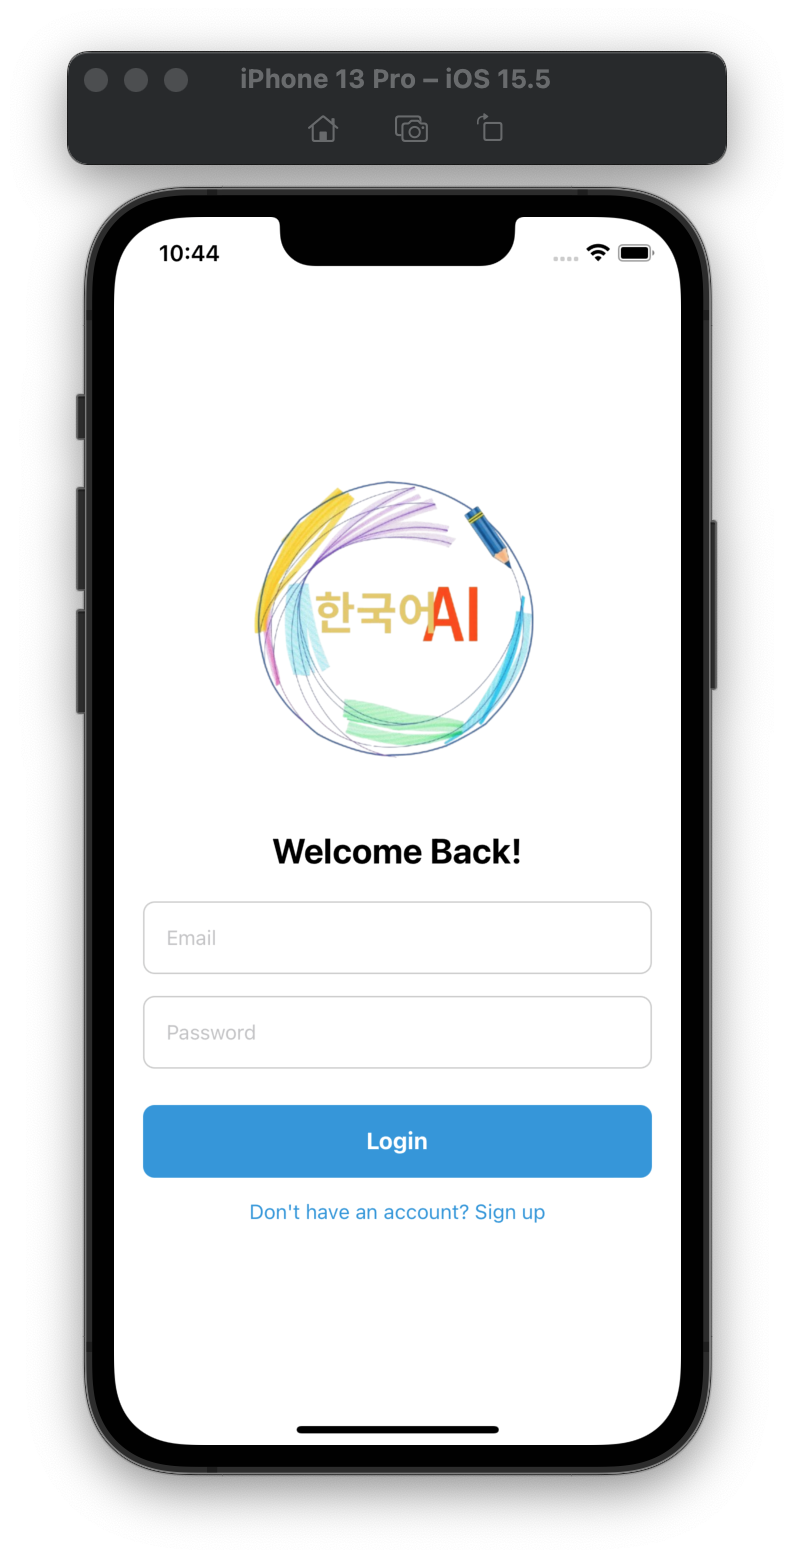 iPhone 13 Pro – iOS 15.5
10:44
한국어AI
Welcome Back!
Email
Password
Login
Don't have an account? Sign up